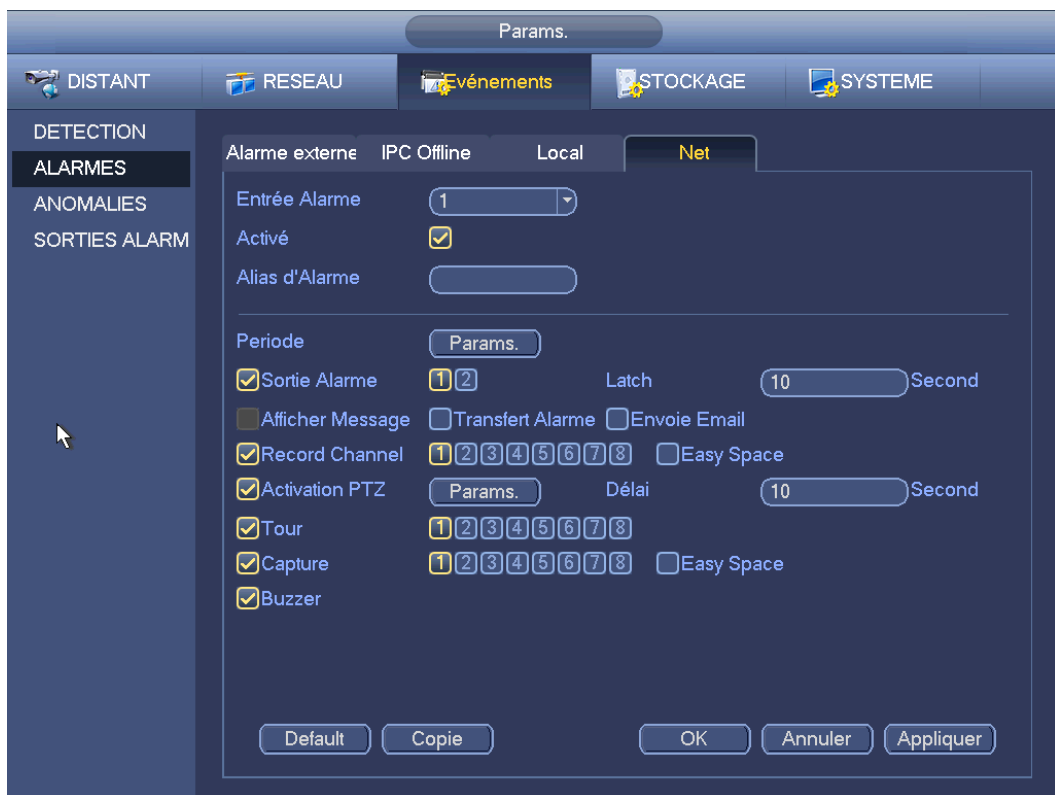 Params.
DISTANT RESEAU Evénements STOCKAGE SYSTEME
DETECTION
ALARMES
ANOMALIES
SORTIES ALARM
Alarme externe IPC Offline Local Net
Entrée Alarme 1
Activé
Alias d'Alarme
Periode Params.
Sortie Alarme 1 2 Latch 10 Second
Afficher Message Transfert Alarme Envoie Email
Record Channel 1 2 3 4 5 6 7 8 Easy Space
Activation PTZ Params. Délai 10 Second
Tour 1 2 3 4 5 6 7 8
Capture 1 2 3 4 5 6 7 8 Easy Space
Buzzer
Default Copie OK Annuler Appliquer